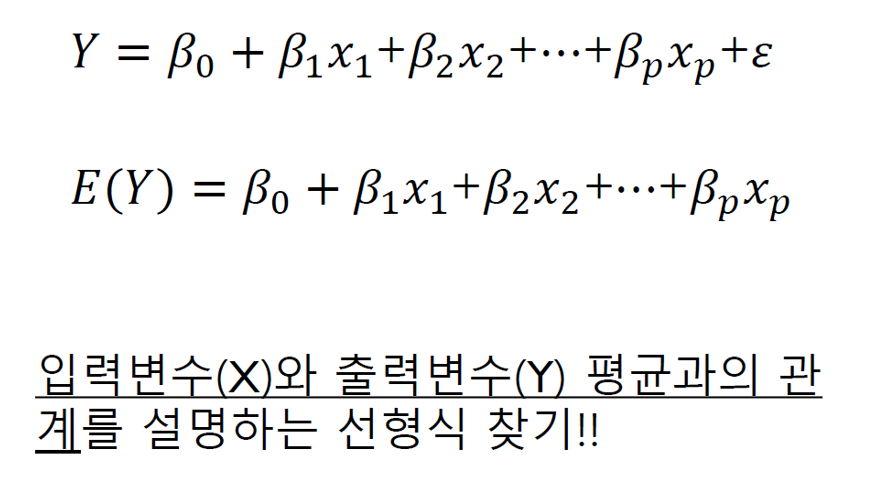 Y = β₀ + β₁x₁+β₂x₂+⋯+βₚxₚ+ε
E(Y) = β₀ + β₁x₁+β₂x₂+⋯+βₚxₚ
입력변수(X)와 출력변수(Y) 평균과의 관
계를 설명하는 선형식 찾기!!